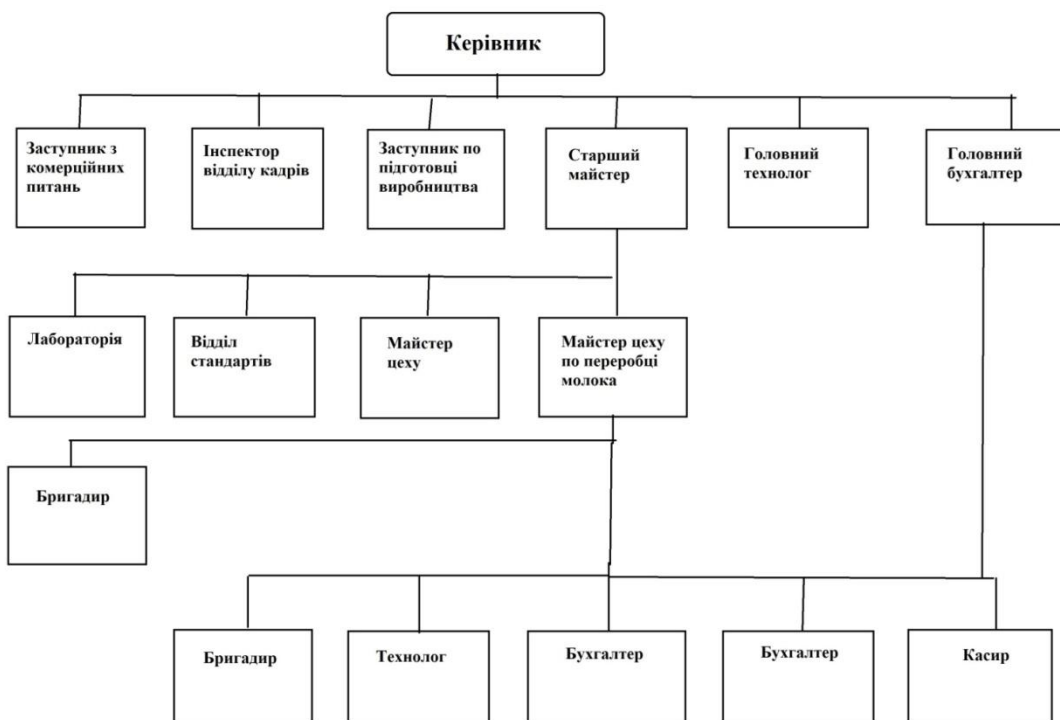 Керівник
Заступник з
комерційних
питань
Інспектор
відділу кадрів
Заступник по
підготовці
виробництва
Старший
майстер
Головний
технолог
Головний
бухгалтер
Лабораторія
Відділ
стандартів
Майстер
цеху
Майстер цеху
по переробці
молока
Бригадир
Бригадир
Технолог
Бухгалтер
Бухгалтер
Касир